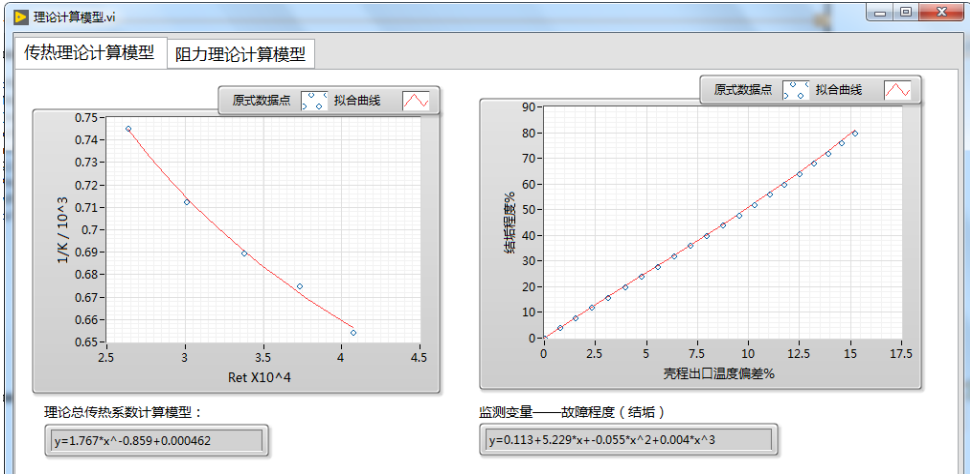 理论计算模型.vi
传热理论计算模型 阻力理论计算模型
原式数据点 拟合曲线
0.75
0.74
0.73
0.72
0.71
0.7
0.69
0.68
0.67
0.66
0.65
1/K / 10^3
2.5 3 3.5 4 4.5
Ret X10^4
理论总传热系数计算模型：
y=1.767*x^-0.859+0.000462
原式数据点 拟合曲线
90
80
70
60
50
40
30
20
10
0
结垢程度%
0 2.5 5 7.5 10 12.5 15 17.5
壳程出口温度偏差%
监测变量——故障程度（结垢）
y=0.113+5.229*x+-0.055*x^2+0.004*x^3